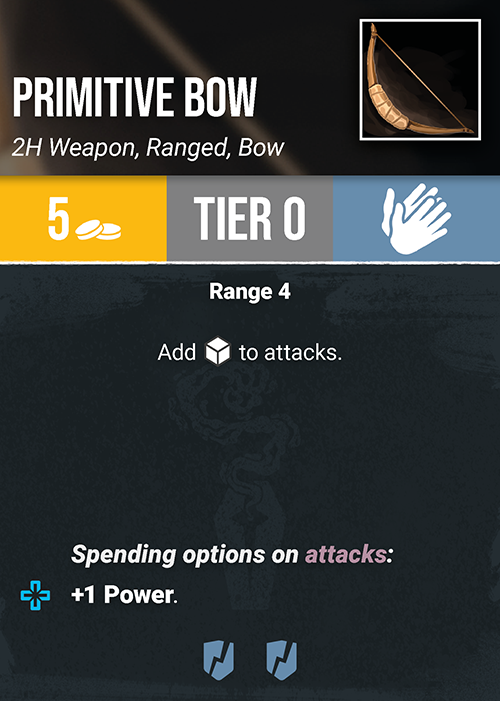 PRIMITIVE BOW
2H Weapon, Ranged, Bow
5
TIER 0
Range 4
Add to attacks.
Spending options on attacks:
+1 Power.